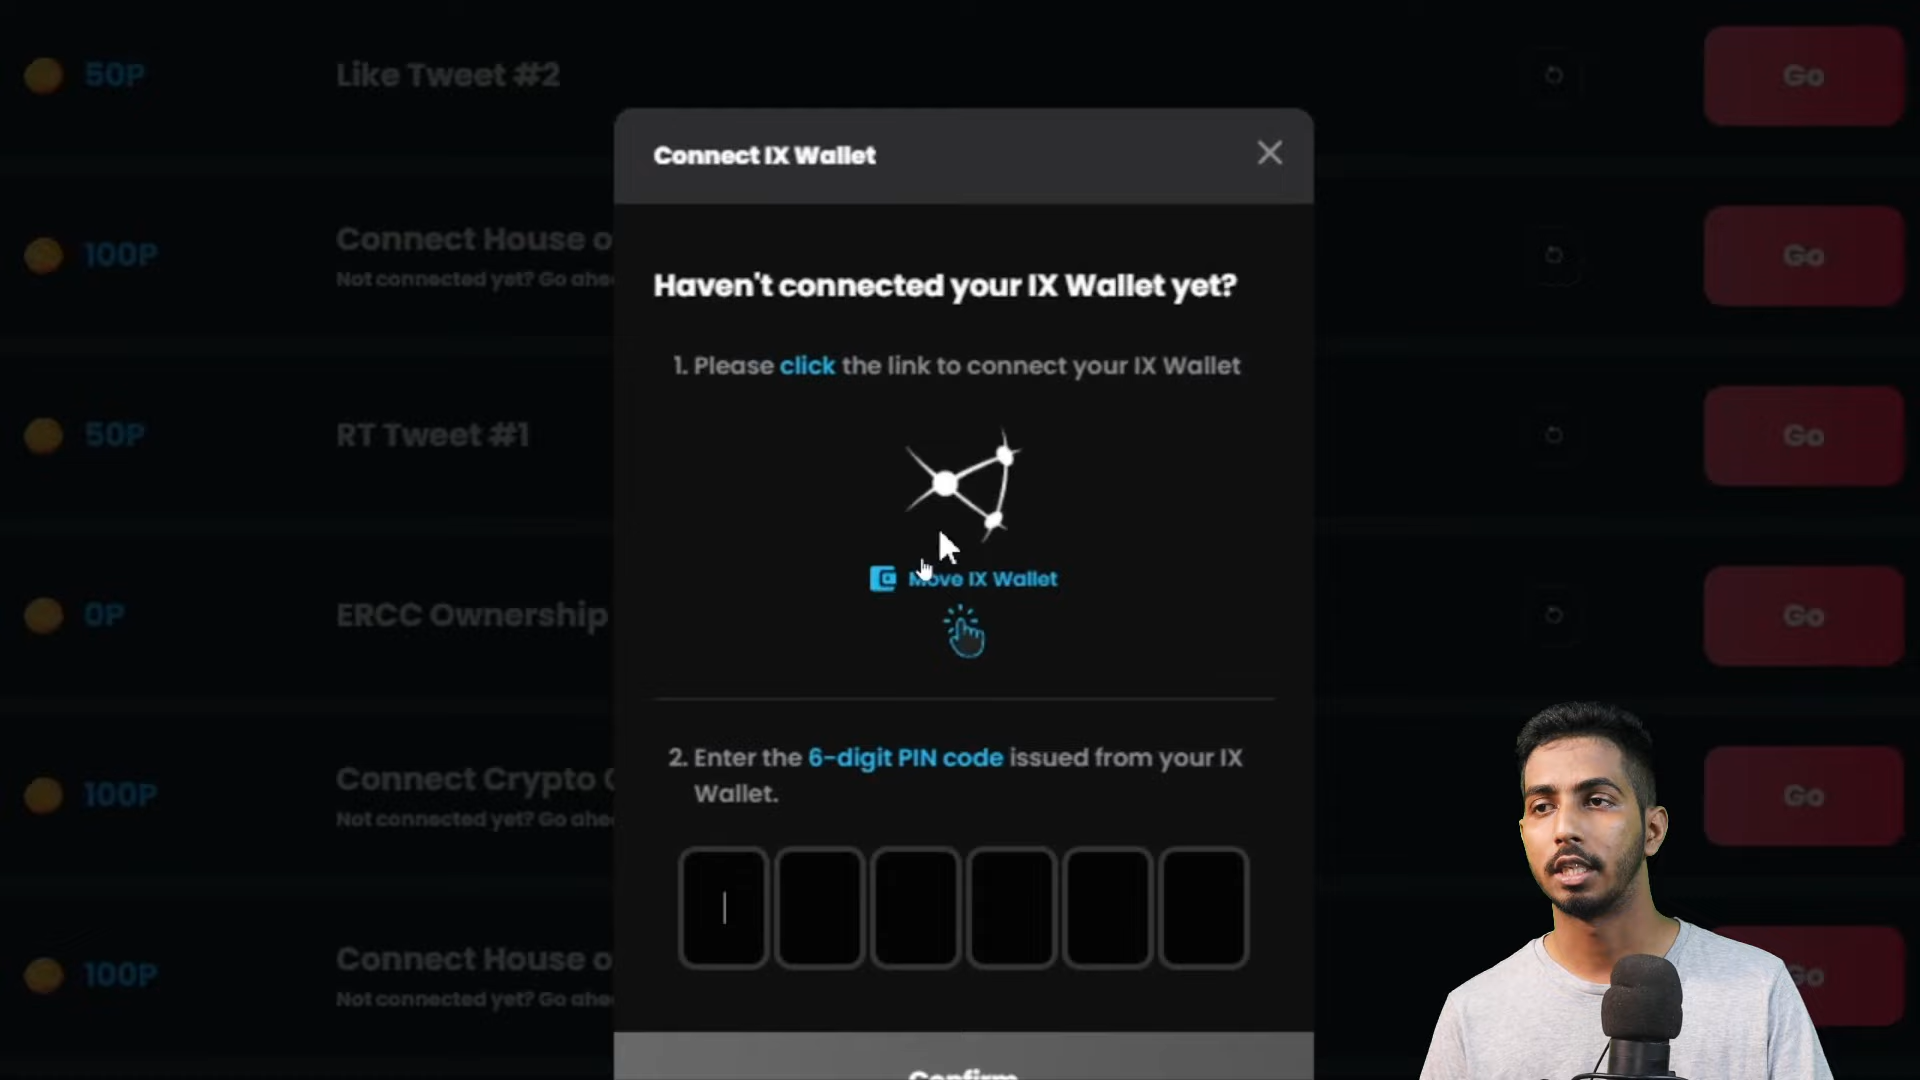 50P
Like Tweet #2
Go
Connect IX Wallet
100P
Connect House o
Not connected yet? Go ahe
Go
Haven't connected your IX Wallet yet?
1. Please click the link to connect your IX Wallet
50P
RT Tweet #1
Go
Move IX Wallet
0P
ERCC Ownership
Go
2. Enter the 6-digit PIN code issued from your IX
Wallet.
100P
Connect Crypto
Not connected yet? Go ahe
Go
100P
Connect House o
Not connected yet? Go ahe
Go
Confirm